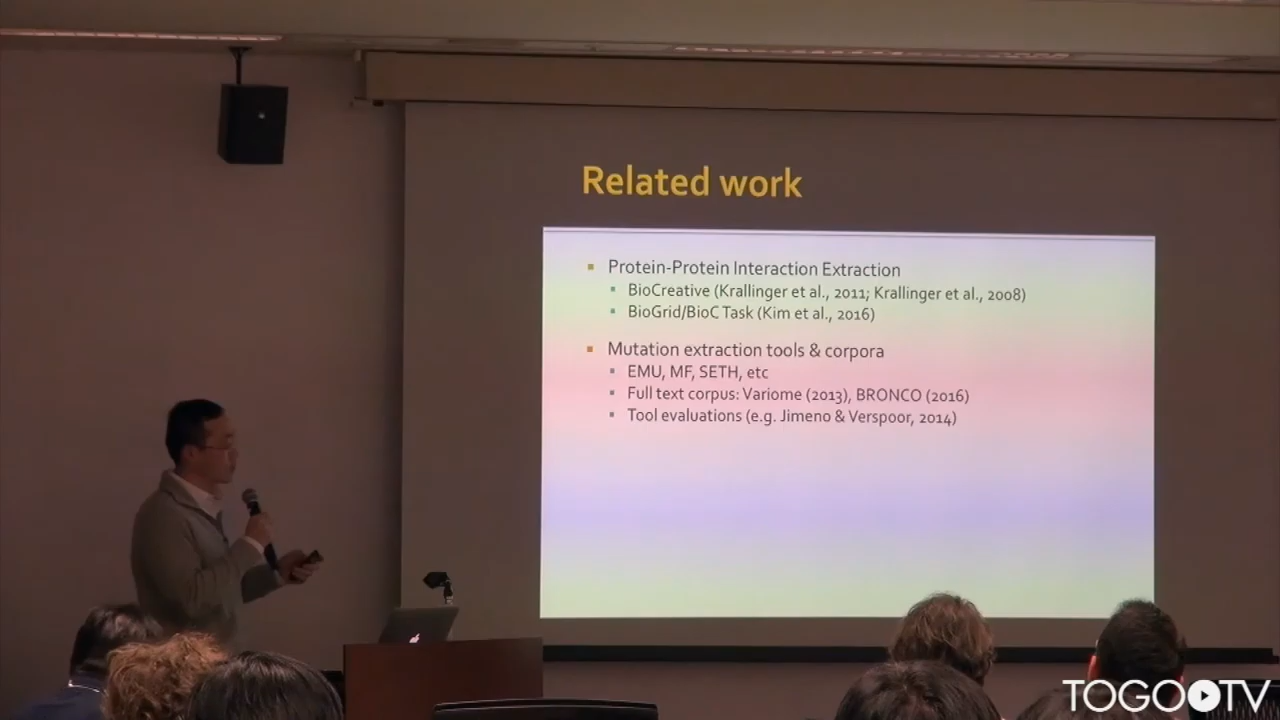 Related work
Protein-Protein Interaction Extraction
BioCreative (Krallinger et al., 2011; Krallinger et al., 2008)
BioGrid/BioC Task (Kim et al., 2016)
Mutation extraction tools & corpora
EMU, MF, SETH, etc
Full text corpus: Variome (2013), BRONCO (2016)
Tool evaluations (e.g. Jimeno & Verspoor, 2014)
TOGOTV